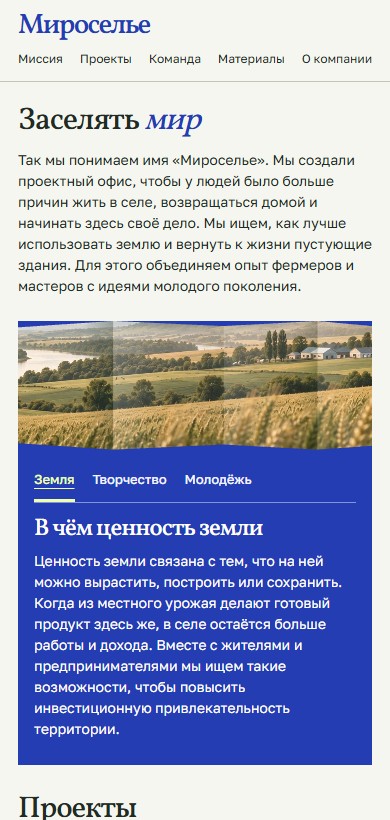 Мироселье
Миссия Проекты Команда Материалы О компании
Заселять мир
Так мы понимаем имя «Мироселье». Мы создали
проектный офис, чтобы у людей было больше
причин жить в селе, возвращаться домой и
начинать здесь своё дело. Мы ищем, как лучше
использовать землю и вернуть к жизни пустующие
здания. Для этого объединяем опыт фермеров и
мастеров с идеями молодого поколения.
Земля Творчество Молодёжь
В чём ценность земли
Ценность земли связана с тем, что на ней
можно вырастить, построить или сохранить.
Когда из местного урожая делают готовый
продукт здесь же, в селе остаётся больше
работы и дохода. Вместе с жителями и
предпринимателями мы ищем такие
возможности, чтобы повысить
инвестиционную привлекательность
территории.
Проекты